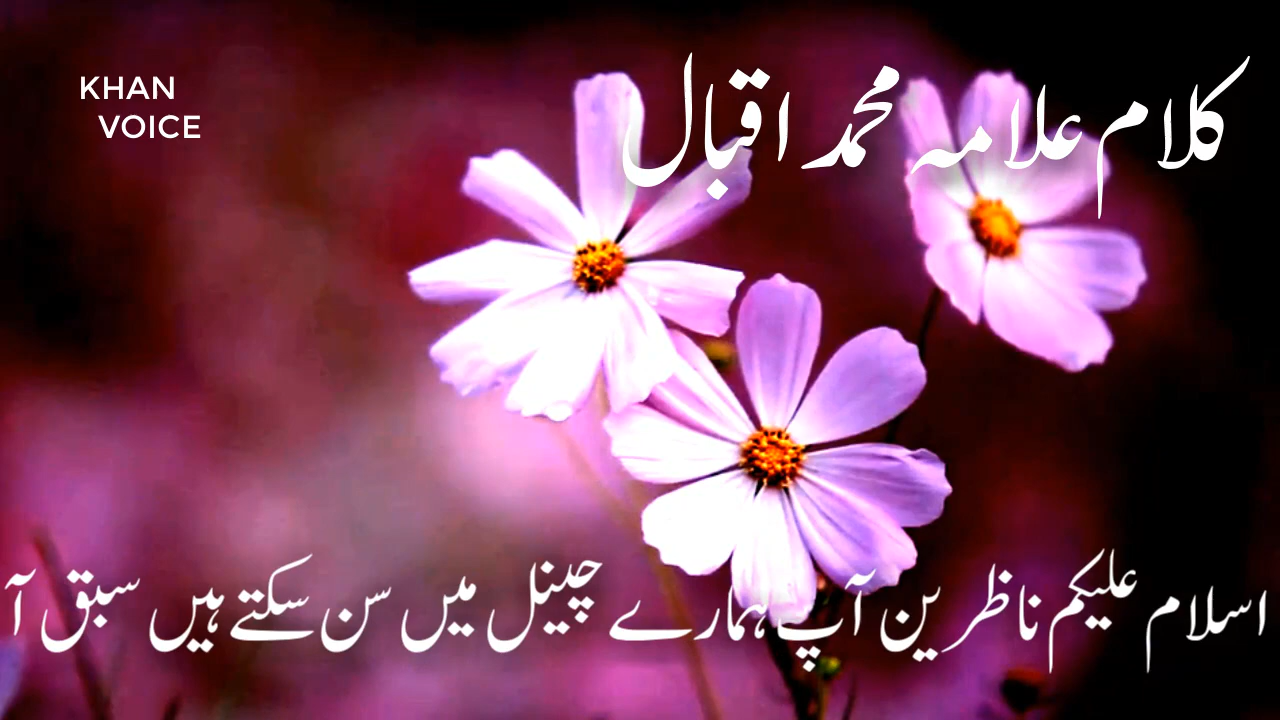 کلام علامہ محمد اقبال
KHAN
VOICE
اسلام علیکم ناظرین آپ ہمارے چینل میں سن سکتے ہیں سبق آ